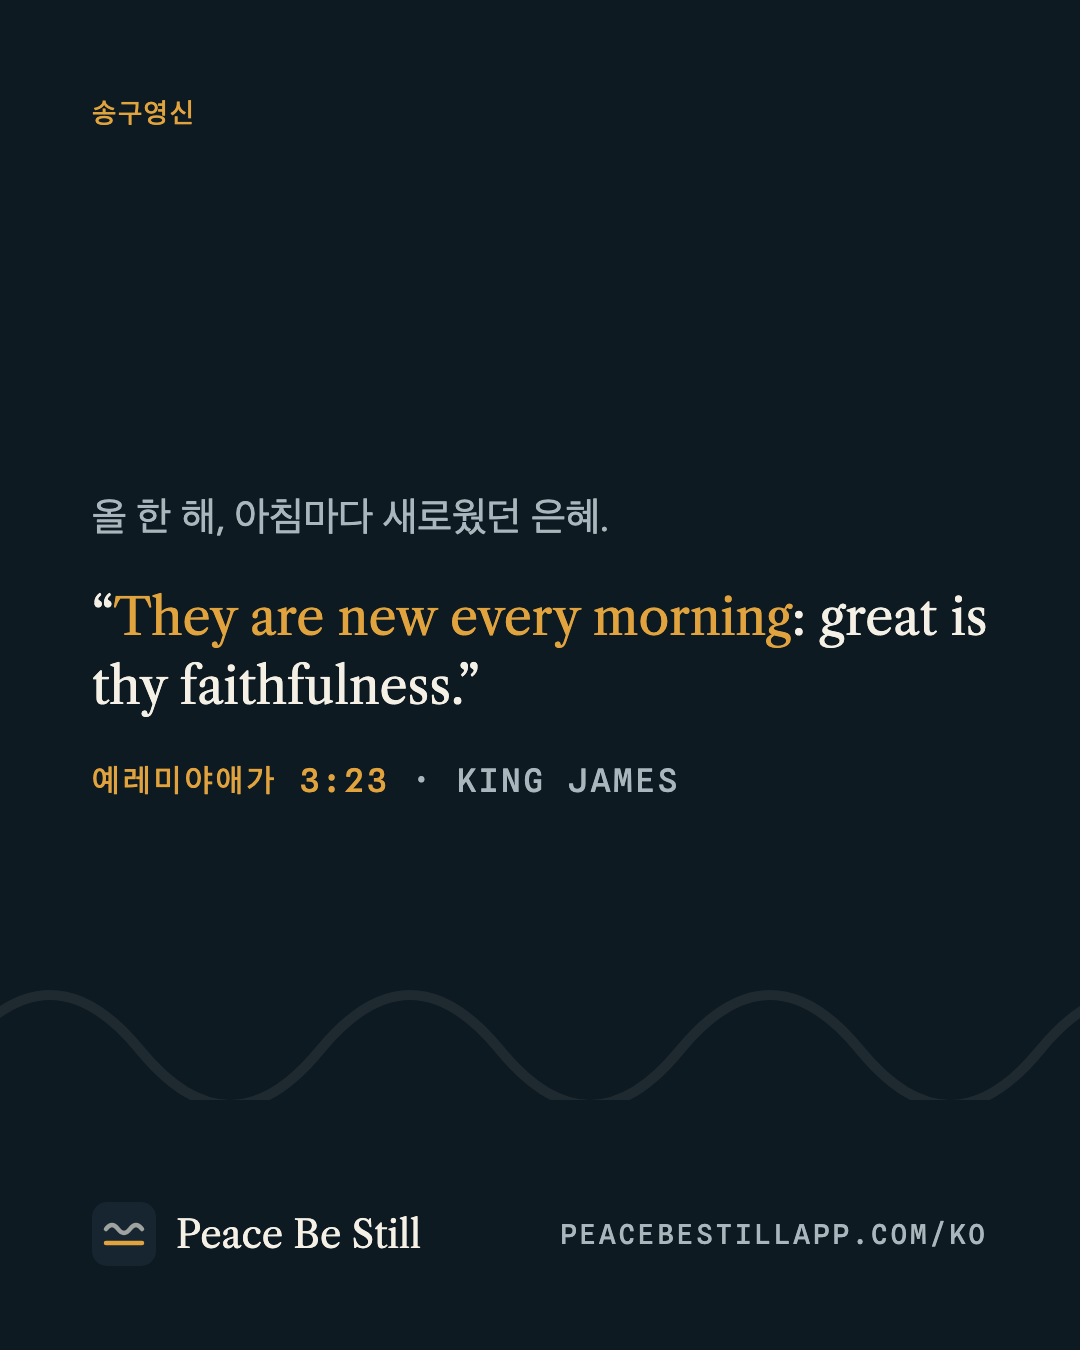 송구영신
올 한 해, 아침마다 새로웠던 은혜.
“They are new every morning: great is
thy faithfulness.”
예레미야애가 3:23 · KING JAMES
Peace Be Still
PEACEBESTILLAPP.COM/KO